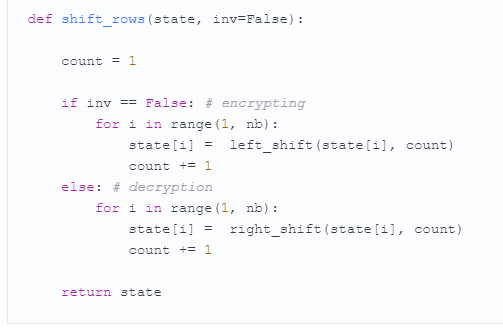 def shift_rows(state, inv=False):
    count = 1
    if inv == False: # encrypting
        for i in range(1, nb):
            state[i] =  left_shift(state[i], count)
            count += 1
    else: # decryption
        for i in range(1, nb):
            state[i] =  right_shift(state[i], count)
            count += 1
    return state